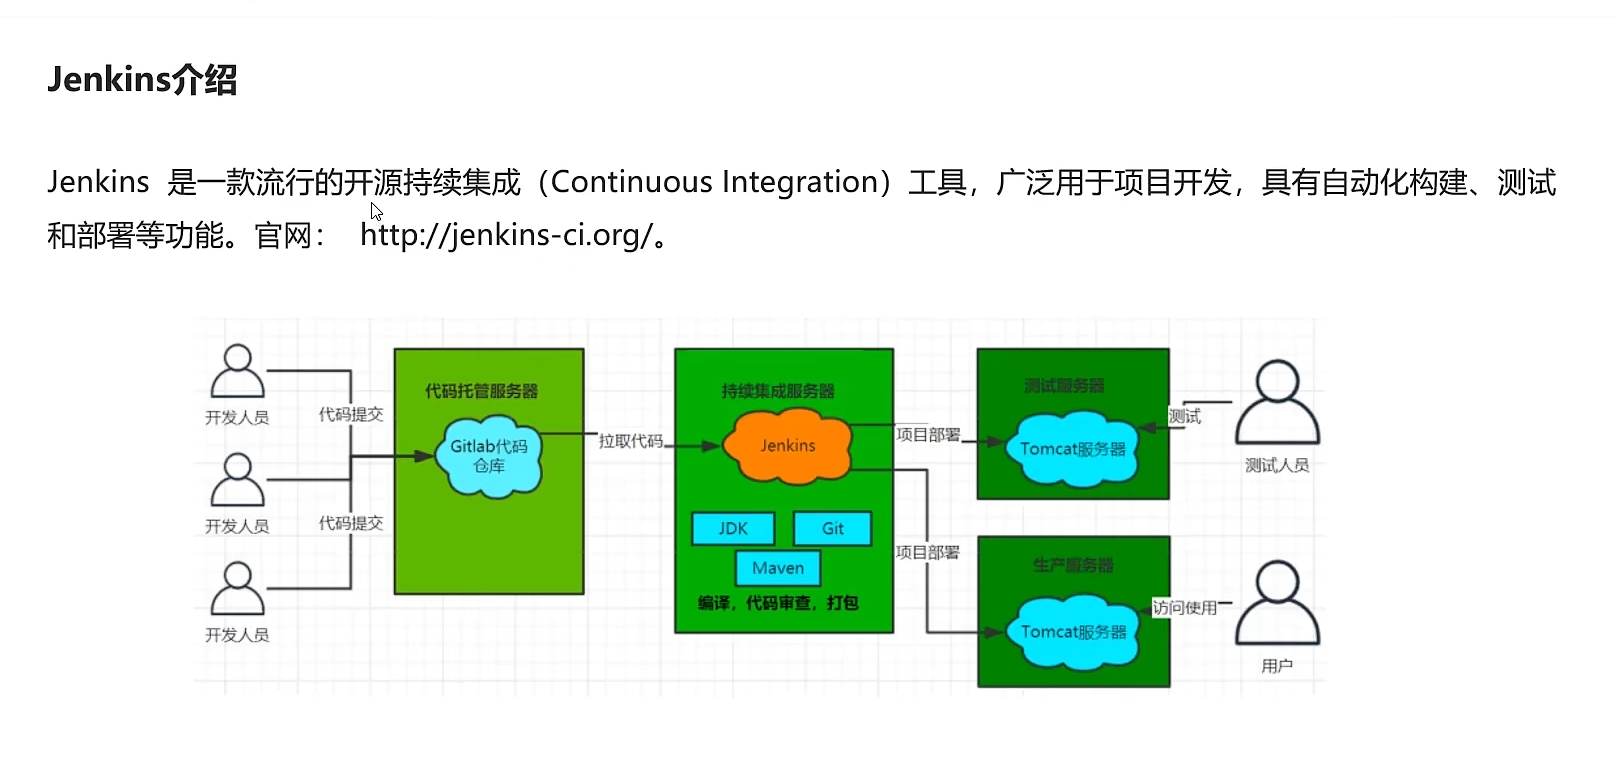 Jenkins介绍
Jenkins 是一款流行的开源持续集成（Continuous Integration）工具，广泛用于项目开发，具有自动化构建、测试
和部署等功能。官网： http://jenkins-ci.org/。
开发人员
代码提交
开发人员
代码提交
开发人员
代码托管服务器
Gitlab代码
仓库
拉取代码
持续集成服务器
Jenkins
JDK
Git
Maven
编译，代码审查，打包
项目部署
项目部署
测试服务器
Tomcat服务器
测试
测试人员
生产服务器
Tomcat服务器
访问使用
用户